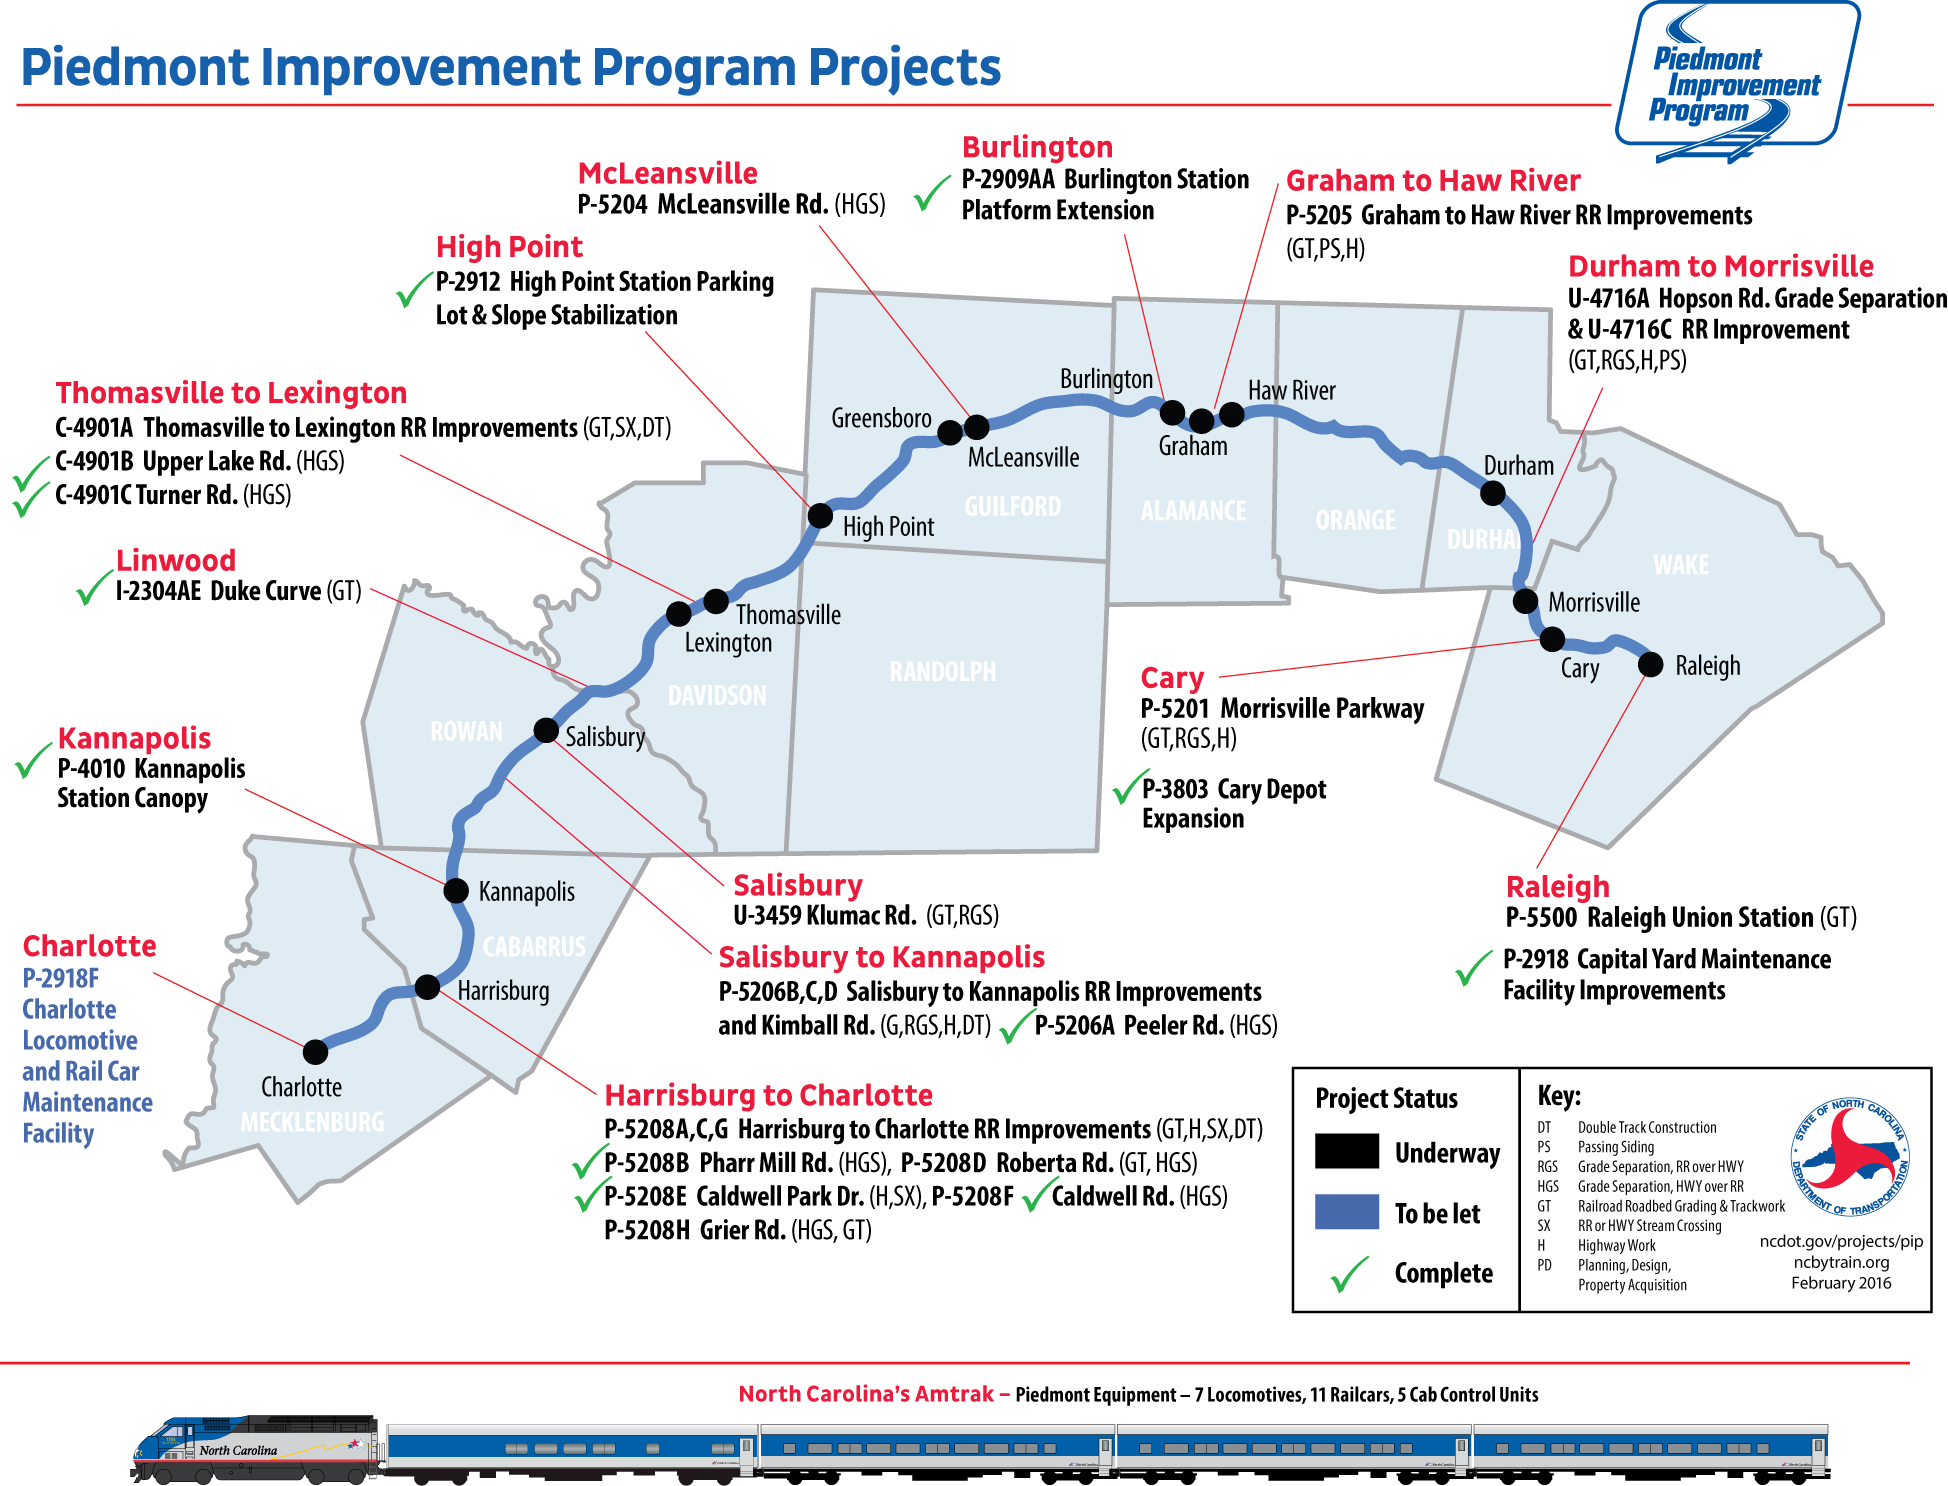 Piedmont Improvement Program Projects
Piedmont
Improvement
Program
Burlington
P-2909AA Burlington Station
Platform Extension
McLeansville
P-5204 McLeansville Rd. (HGS)
Graham to Haw River
P-5205 Graham to Haw River RR Improvements
(GT,PS,H)
High Point
P-2912 High Point Station Parking
Lot & Slope Stabilization
Durham to Morrisville
U-4716A Hopson Rd. Grade Separation
& U-4716C RR Improvement
(GT,RGS,H,PS)
Thomasville to Lexington
C-4901A Thomasville to Lexington RR Improvements (GT,SX,DT)
C-4901B Upper Lake Rd. (HGS)
C-4901C Turner Rd. (HGS)
Linwood
I-2304AE Duke Curve (GT)
Kannapolis
P-4010 Kannapolis
Station Canopy
Charlotte
P-2918F
Charlotte
Locomotive
and Rail Car
Maintenance
Facility
Burlington
Haw River
Greensboro
McLeansville
Graham
Durham
High Point
GUILFORD
ALAMANCE
ORANGE
DURHA
WAKE
Thomasville
Lexington
Morrisville
Cary
Raleigh
RANDOLPH
DAVIDSON
ROWAN
Salisbury
Kannapolis
CABARRUS
Harrisburg
Charlotte
MECKLENBURG
Cary
P-5201 Morrisville Parkway
(GT,RGS,H)
P-3803 Cary Depot
Expansion
Raleigh
P-5500 Raleigh Union Station (GT)
P-2918 Capital Yard Maintenance
Facility Improvements
Salisbury
U-3459 Klumac Rd. (GT,RGS)
Salisbury to Kannapolis
P-5206B,C,D Salisbury to Kannapolis RR Improvements
and Kimball Rd. (G,RGS,H,DT) P-5206A Peeler Rd. (HGS)
Harrisburg to Charlotte
P-5208A,C,G Harrisburg to Charlotte RR Improvements (GT,H,SX,DT)
P-5208B Pharr Mill Rd. (HGS), P-5208D Roberta Rd. (GT, HGS)
P-5208E Caldwell Park Dr. (H,SX), P-5208F Caldwell Rd. (HGS)
P-5208H Grier Rd. (HGS, GT)
Project Status
Underway
To be let
Complete
Key:
DT Double Track Construction
PS Passing Siding
RGS Grade Separation, RR over HWY
HGS Grade Separation, HWY over RR
GT Railroad Roadbed Grading & Trackwork
SX RR or HWY Stream Crossing
H Highway Work
PD Planning, Design,
Property Acquisition
STATE OF NORTH CAROLINA
DEPARTMENT OF TRANSPORTATION
ncdot.gov/projects/pip
ncbytrain.org
February 2016
North Carolina's Amtrak – Piedmont Equipment – 7 Locomotives, 11 Railcars, 5 Cab Control Units
North Carolina